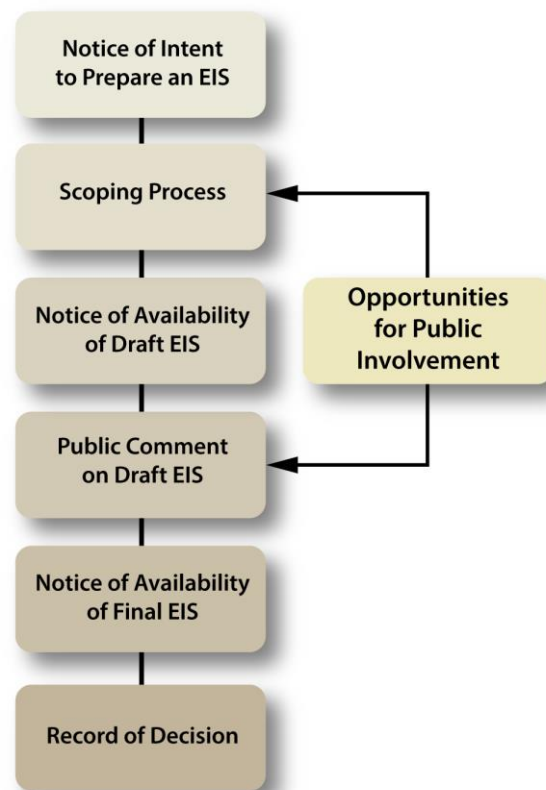 Notice of Intent
to Prepare an EIS
Scoping Process
Notice of Availability
of Draft EIS
Opportunities
for Public
Involvement
Public Comment
on Draft EIS
Notice of Availability
of Final EIS
Record of Decision